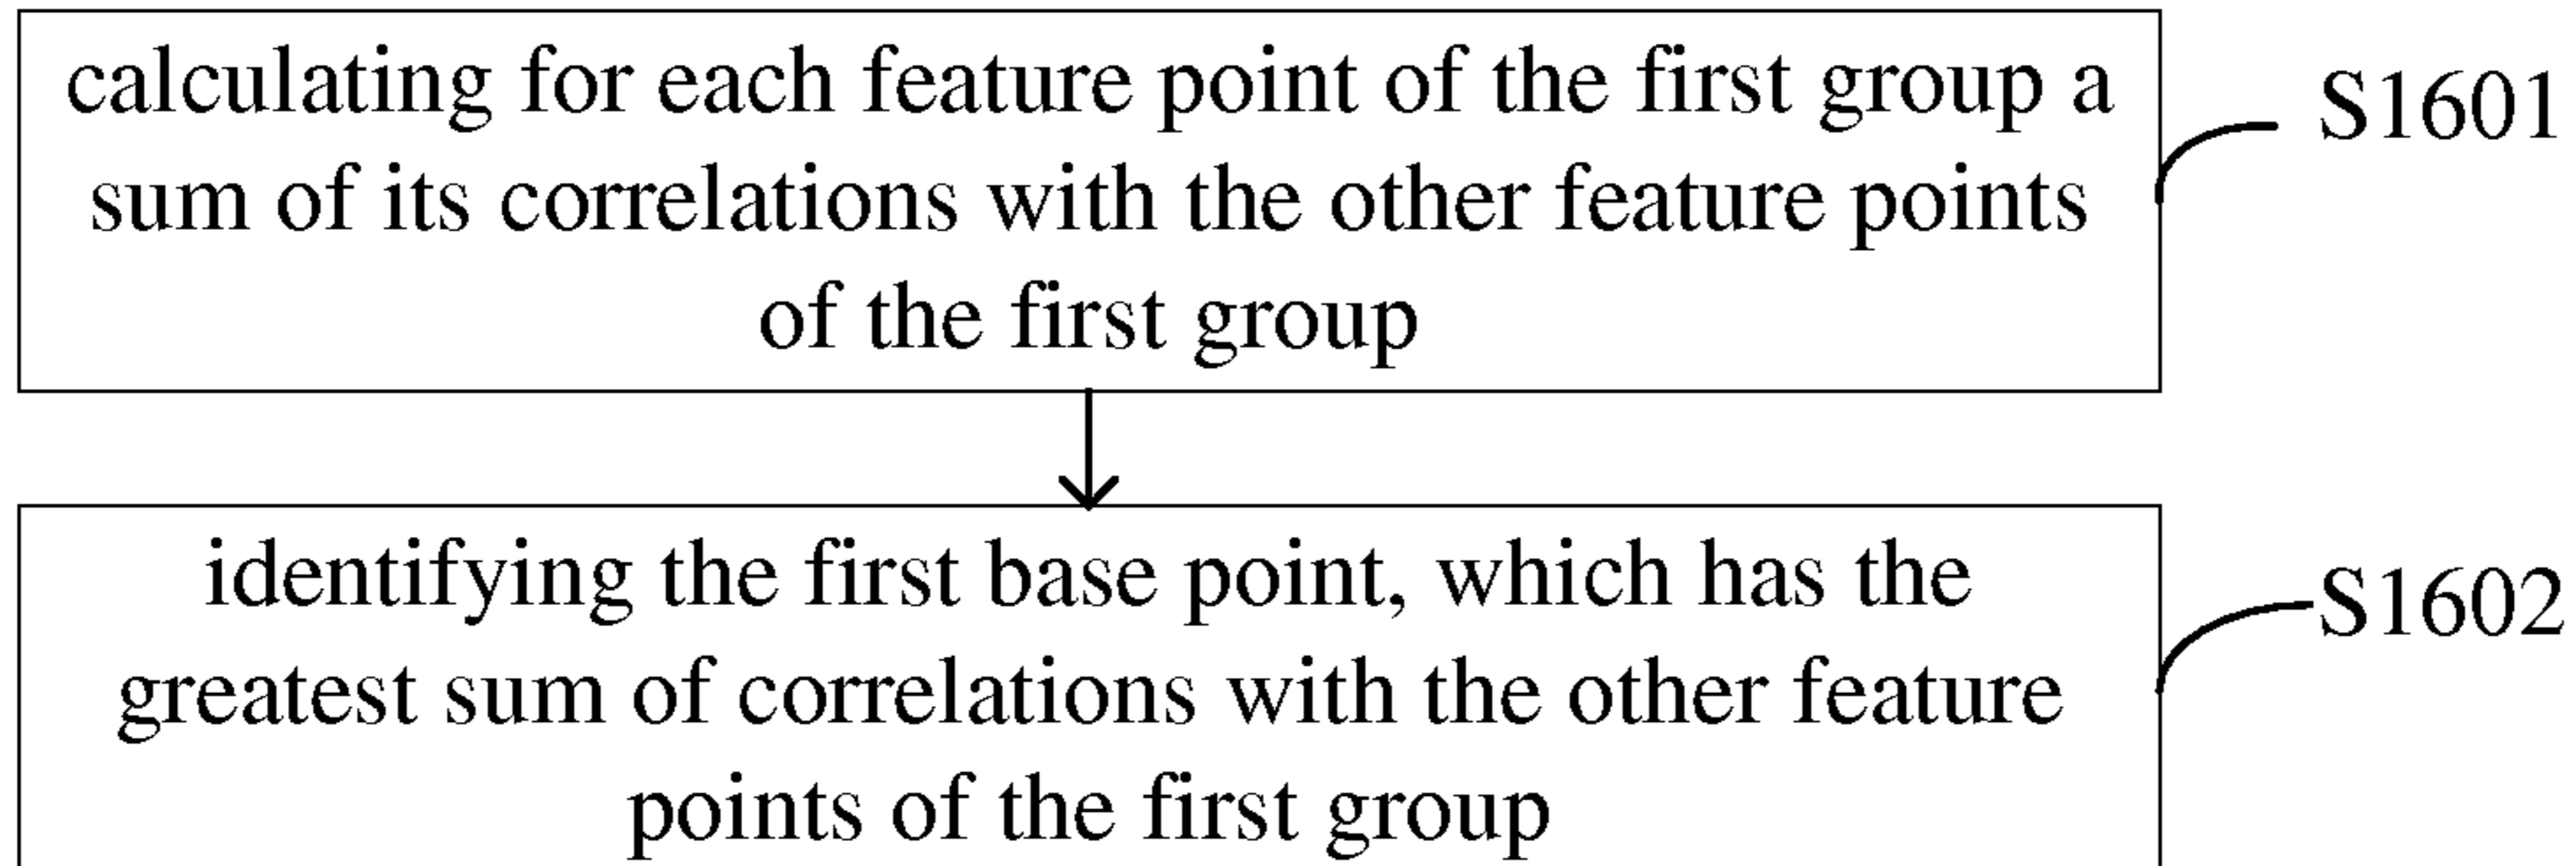 calculating for each feature point of the first group a
sum of its correlations with the other feature points
of the first group
S1601
identifying the first base point, which has the
greatest sum of correlations with the other feature
points of the first group
S1602